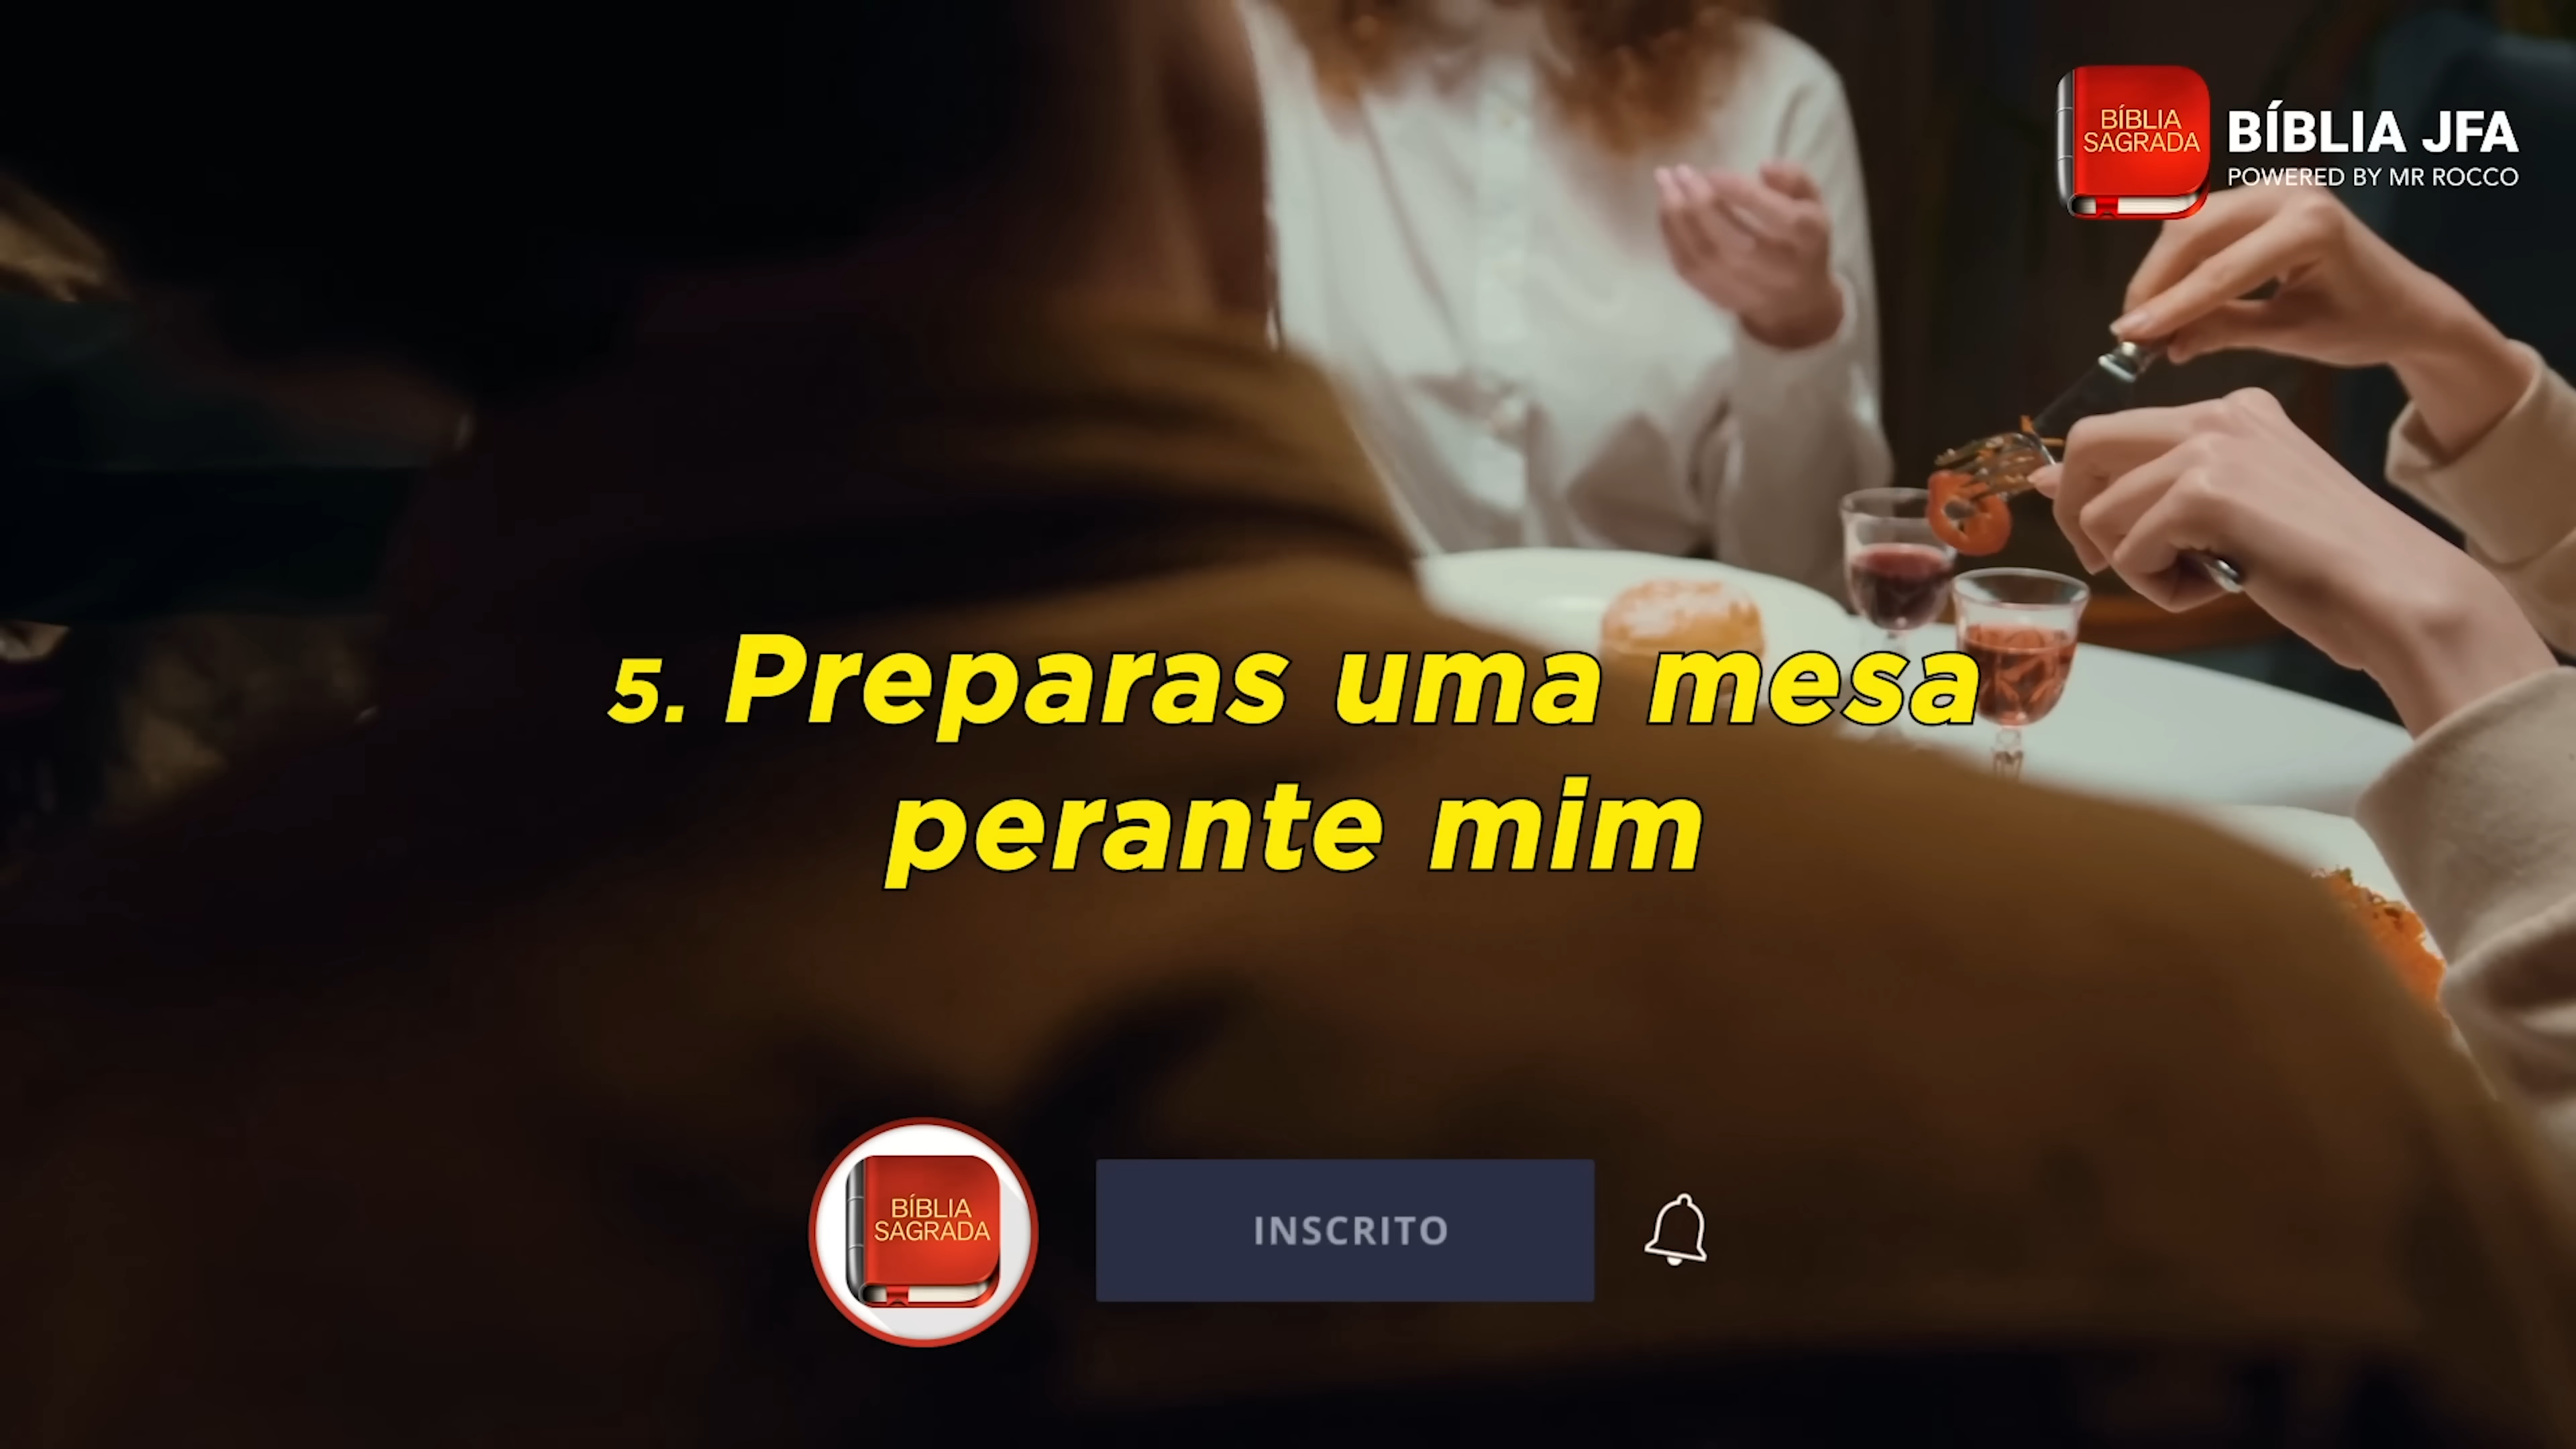 BÍBLIA
SAGRADA
BÍBLIA JFA
POWERED BY MR ROCCO
5. Preparas uma mesa
perante mim
BÍBLIA
SAGRADA
INSCRITO